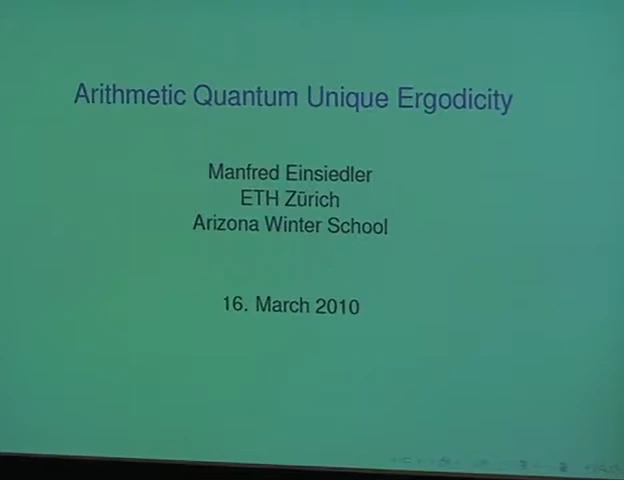 Arithmetic Quantum Unique Ergodicity
Manfred Einsiedler
ETH Zürich
Arizona Winter School
16. March 2010